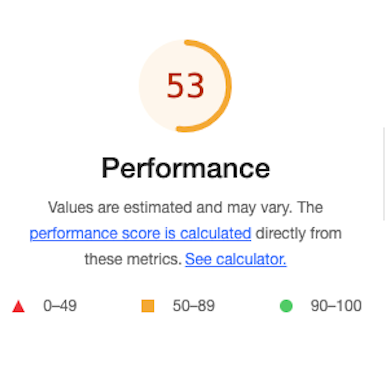 53
Performance
Values are estimated and may vary. The
performance score is calculated directly from
these metrics. See calculator.
0–49 50–89 90–100